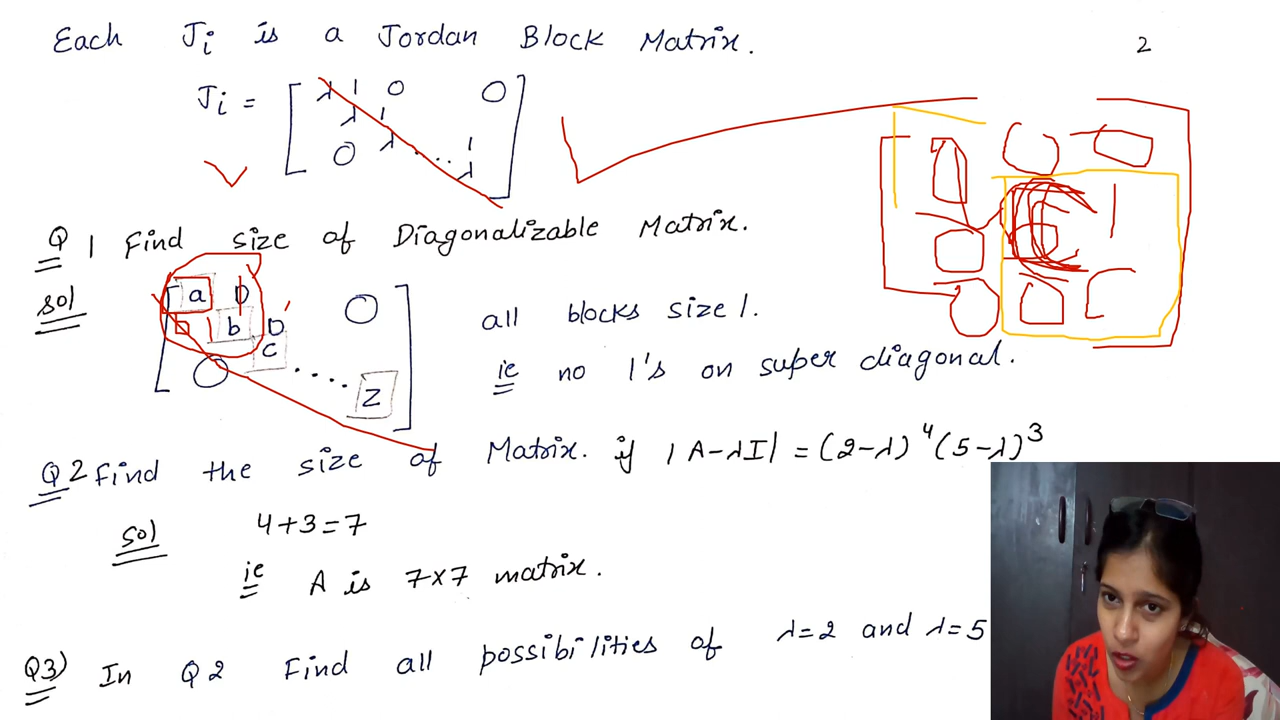 Each Ji is a Jordan Block Matrix.
2
Ji = [ λ 1 0 0
λ 1
0 λ ... 1
λ ]
Q 1 Find size of Diagonalizable Matrix.
Sol
[ a 0 0
b 0
c
0 .... z ]
all blocks size 1.
ie no 1's on super diagonal.
Q2 Find the size of Matrix. if |A-λI| = (2-λ)⁴(5-λ)³
Sol 4+3=7
ie A is 7×7 matrix.
Q3) In Q2 Find all possibilities of λ=2 and λ=5